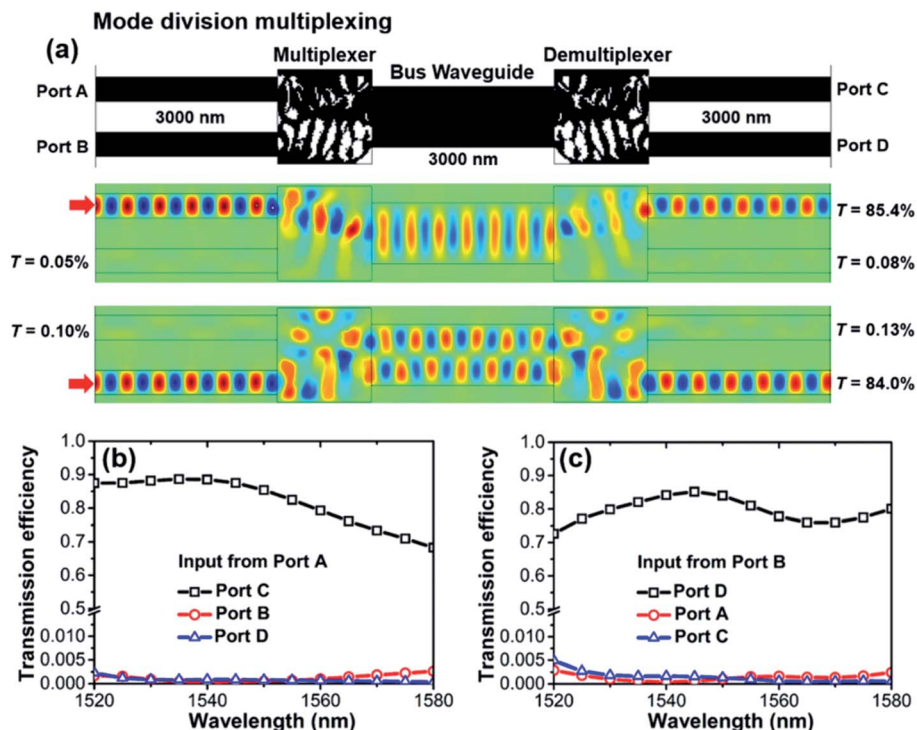 Mode division multiplexing
(a)
Multiplexer
Demultiplexer
Bus Waveguide
Port A
Port C
3000 nm
3000 nm
Port B
Port D
3000 nm
T = 85.4%
T = 0.05%
T = 0.08%
T = 0.10%
T = 0.13%
T = 84.0%
(b)
Transmission efficiency
1.0
0.9
0.8
0.7
0.6
0.5
0.010
0.005
0.000
Input from Port A
Port C
Port B
Port D
1520
1540
1560
1580
Wavelength (nm)
(c)
Transmission efficiency
1.0
0.9
0.8
0.7
0.6
0.5
0.010
0.005
0.000
Input from Port B
Port D
Port A
Port C
1520
1540
1560
1580
Wavelength (nm)